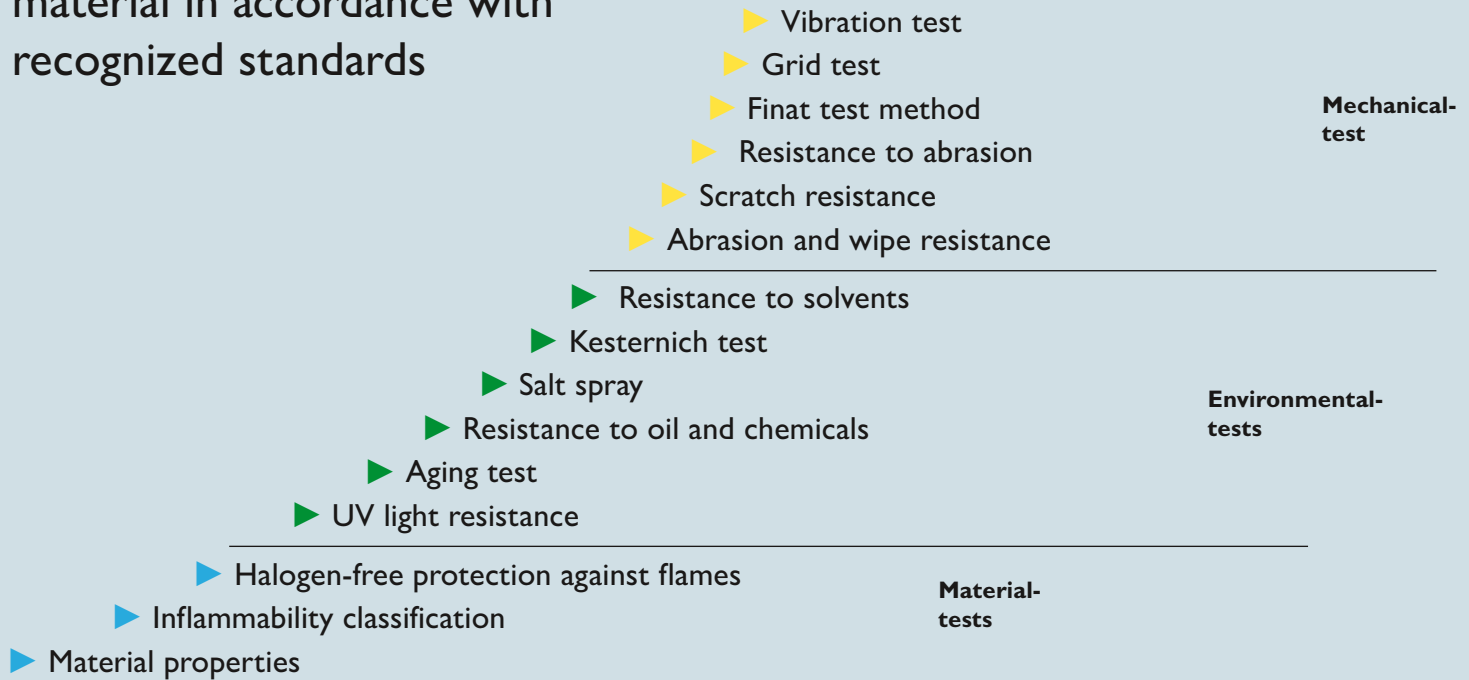 material in accordance with
recognized standards
Vibration test
Grid test
Finat test method
Resistance to abrasion
Scratch resistance
Abrasion and wipe resistance
Mechanical-
test
Resistance to solvents
Kesternich test
Salt spray
Resistance to oil and chemicals
Aging test
UV light resistance
Environmental-
tests
Halogen-free protection against flames
Inflammability classification
Material properties
Material-
tests